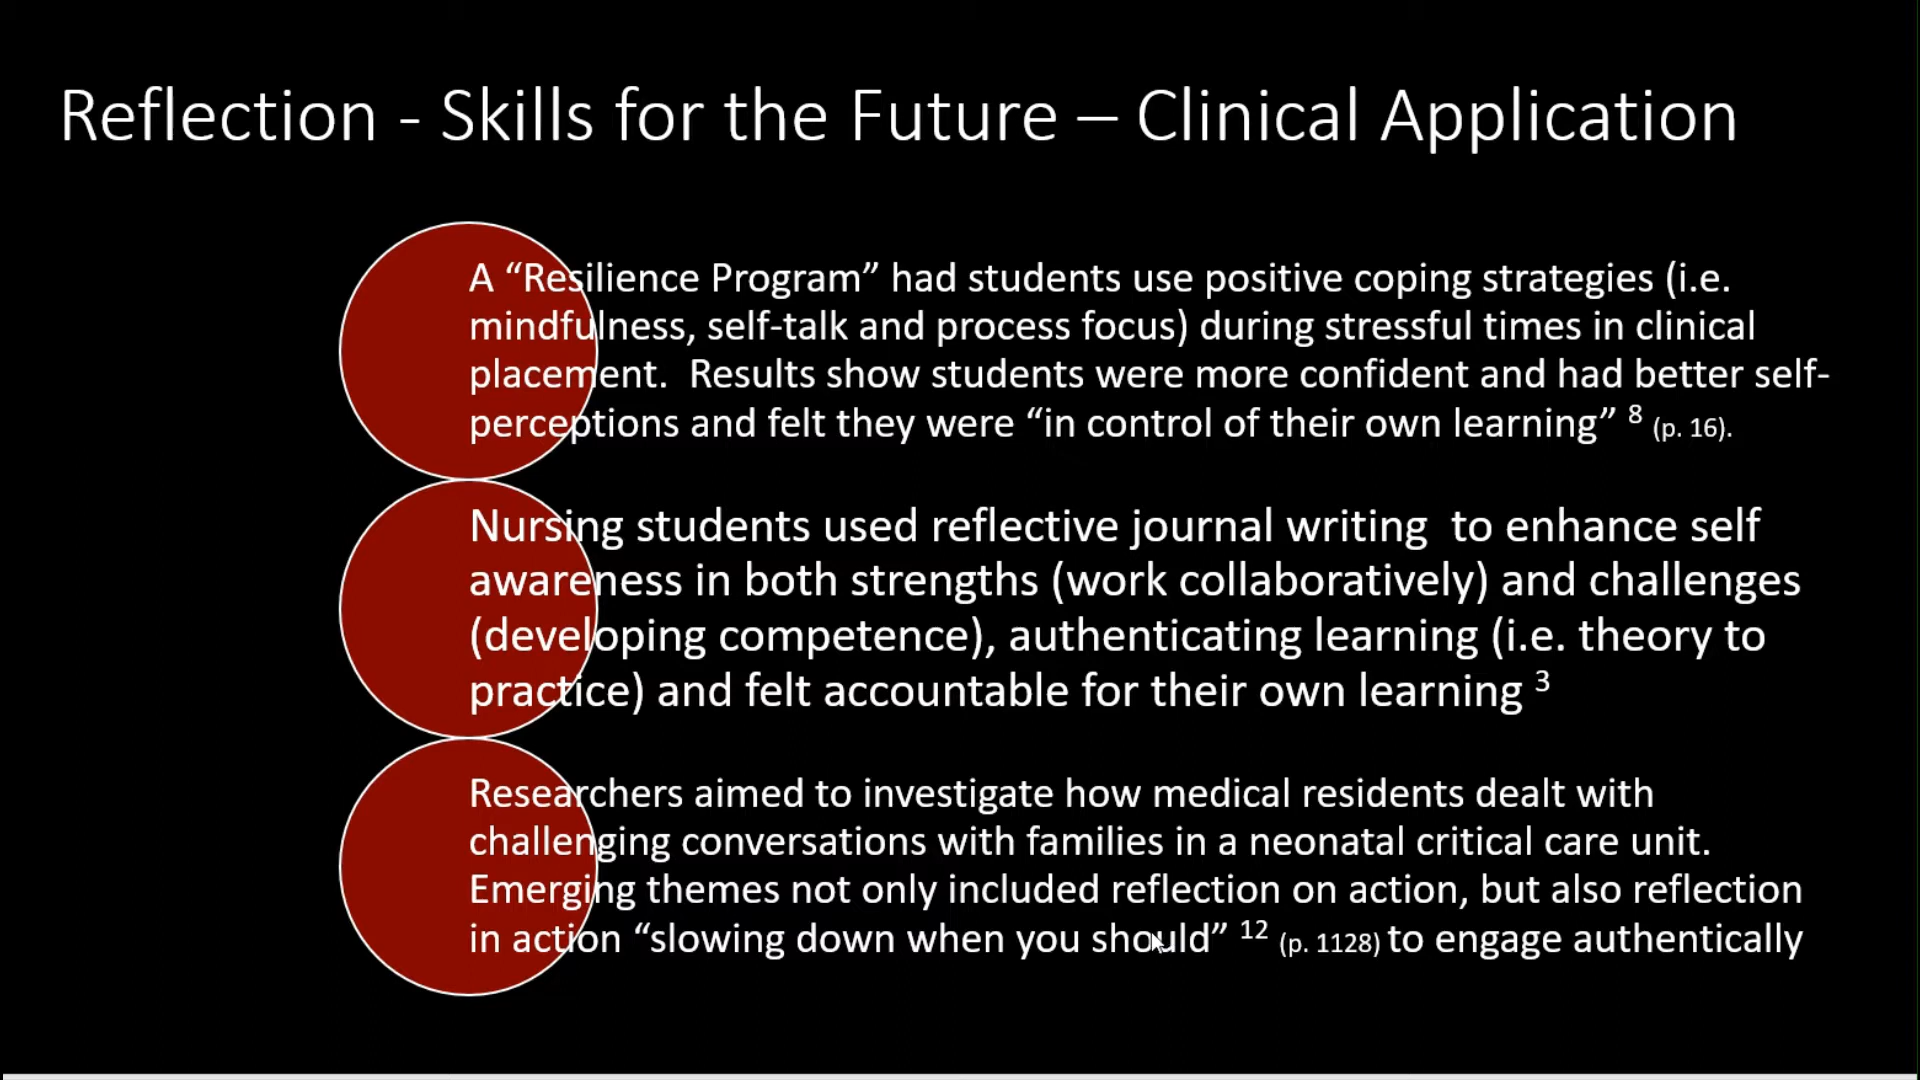 Reflection - Skills for the Future – Clinical Application
A “Resilience Program” had students use positive coping strategies (i.e.
mindfulness, self-talk and process focus) during stressful times in clinical
placement.  Results show students were more confident and had better self-
perceptions and felt they were “in control of their own learning” 8 (p. 16).
Nursing students used reflective journal writing  to enhance self
awareness in both strengths (work collaboratively) and challenges
(developing competence), authenticating learning (i.e. theory to
practice) and felt accountable for their own learning 3
Researchers aimed to investigate how medical residents dealt with
challenging conversations with families in a neonatal critical care unit.
Emerging themes not only included reflection on action, but also reflection
in action “slowing down when you should” 12 (p. 1128) to engage authentically